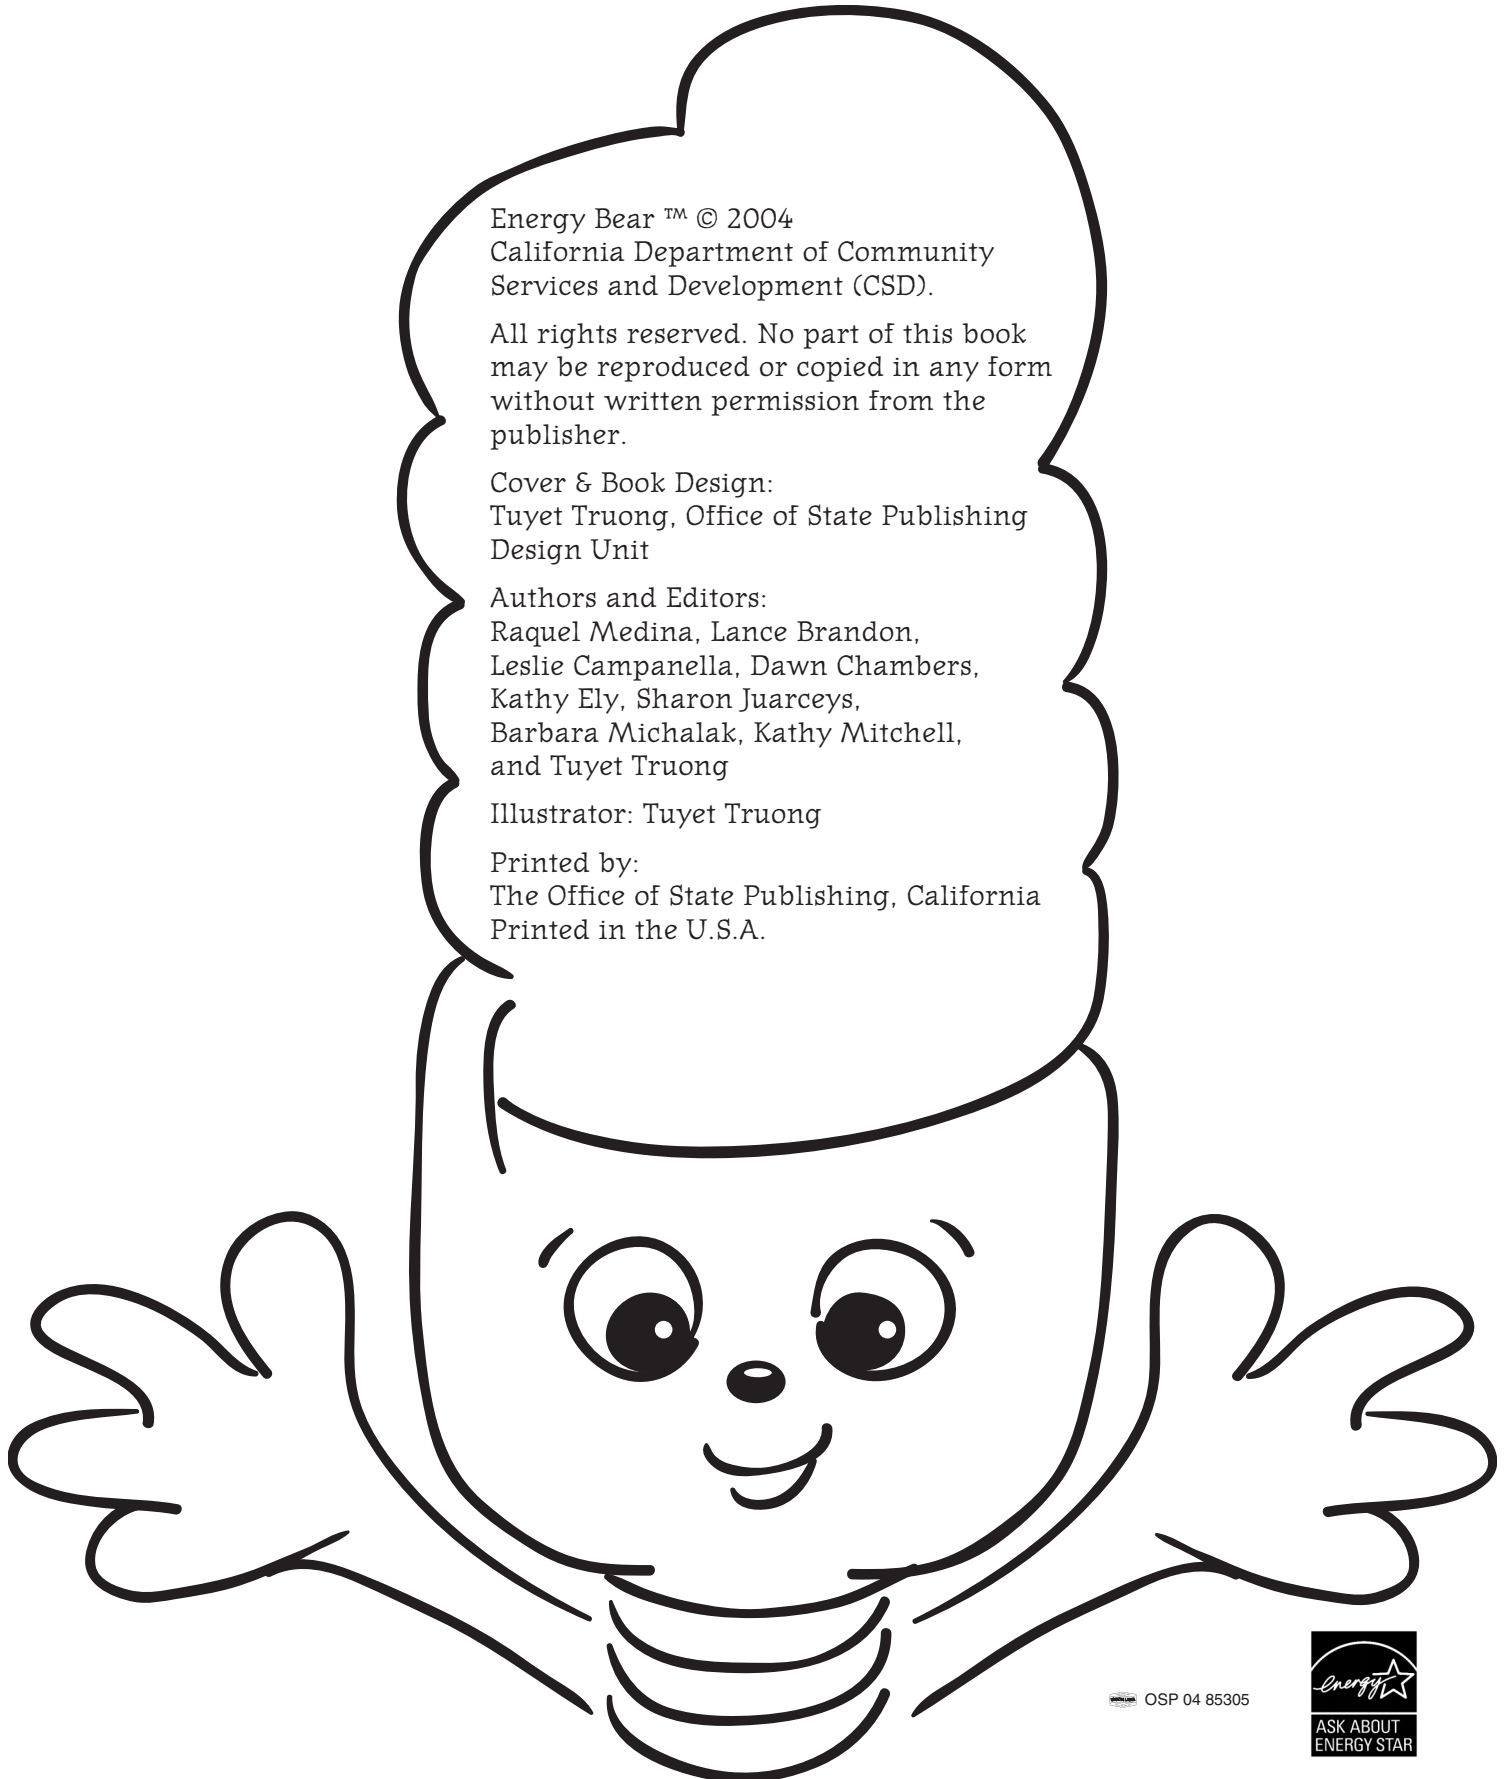 Energy Bear ™ © 2004
California Department of Community
Services and Development (CSD).
All rights reserved. No part of this book
may be reproduced or copied in any form
without written permission from the
publisher.
Cover & Book Design:
Tuyet Truong, Office of State Publishing
Design Unit
Authors and Editors:
Raquel Medina, Lance Brandon,
Leslie Campanella, Dawn Chambers,
Kathy Ely, Sharon Juarceys,
Barbara Michalak, Kathy Mitchell,
and Tuyet Truong
Illustrator: Tuyet Truong
Printed by:
The Office of State Publishing, California
Printed in the U.S.A.
OSP 04 85305
energy
ASK ABOUT
ENERGY STAR